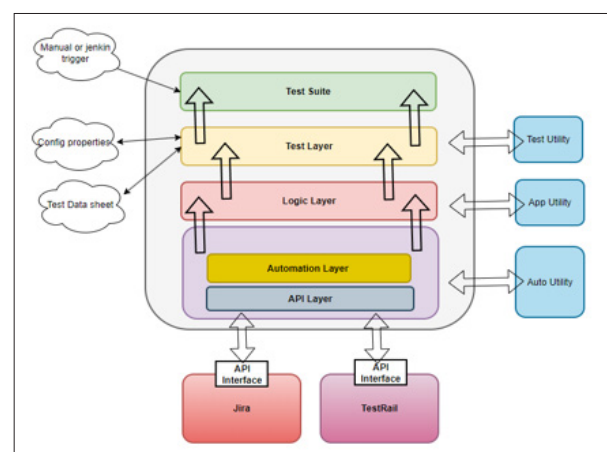 Manual or jenkin
trigger
Test Suite
Config properties
Test Layer
Test Utility
Test Data sheet
Logic Layer
App Utility
Automation Layer
Auto Utility
API Layer
API
Interface
API
Interface
Jira
TestRail